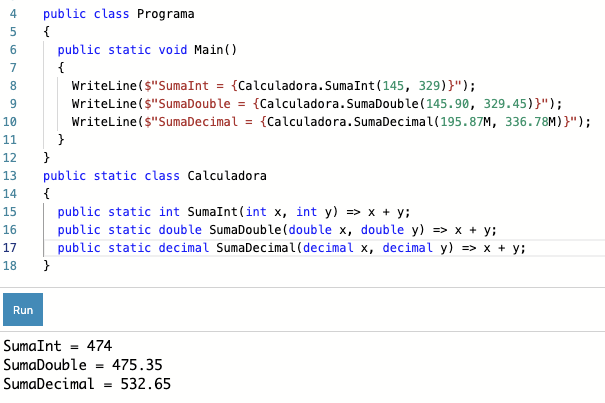 4 public class Programa
5 {
6 public static void Main()
7 {
8 WriteLine($"SumaInt = {Calculadora.SumaInt(145, 329)}");
9 WriteLine($"SumaDouble = {Calculadora.SumaDouble(145.90, 329.45)}");
10 WriteLine($"SumaDecimal = {Calculadora.SumaDecimal(195.87M, 336.78M)}");
11 }
12 }
13 public static class Calculadora
14 {
15 public static int SumaInt(int x, int y) => x + y;
16 public static double SumaDouble(double x, double y) => x + y;
17 public static decimal SumaDecimal(decimal x, decimal y) => x + y;
18 }
Run
SumaInt = 474
SumaDouble = 475.35
SumaDecimal = 532.65